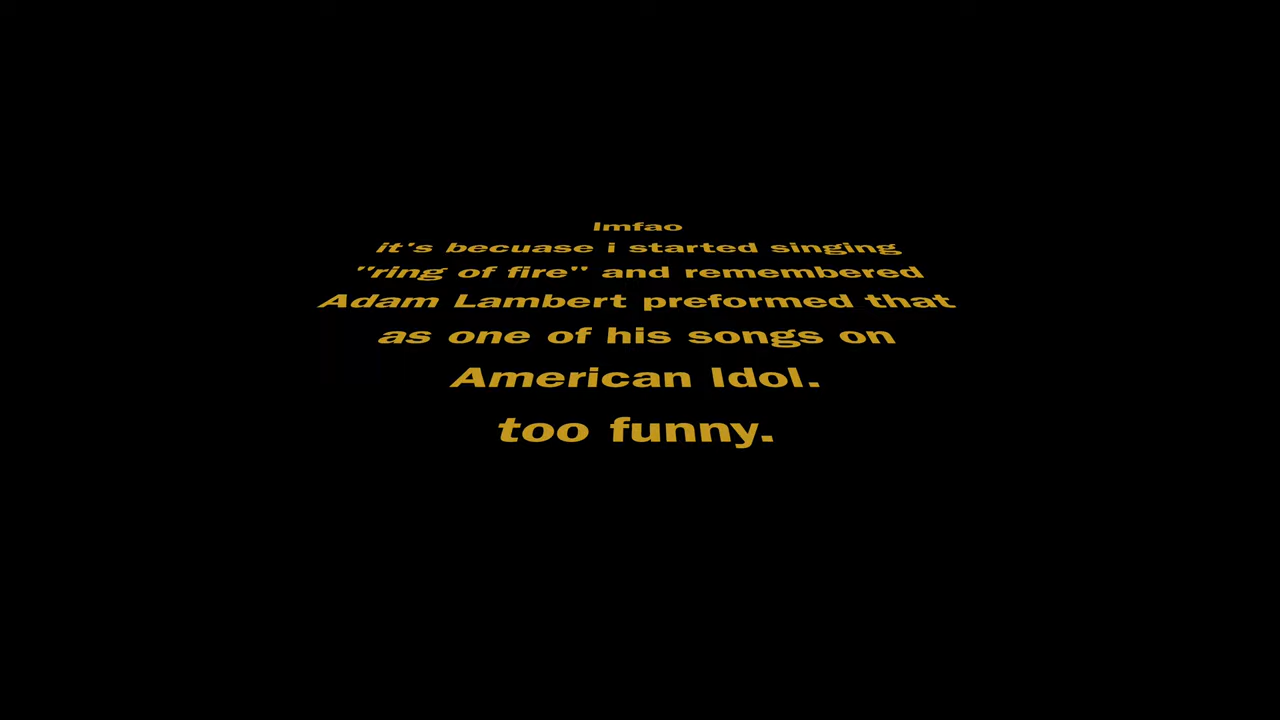 lmfao
it's becuase i started singing
"ring of fire" and remembered
Adam Lambert preformed that
as one of his songs on
American Idol.
too funny.